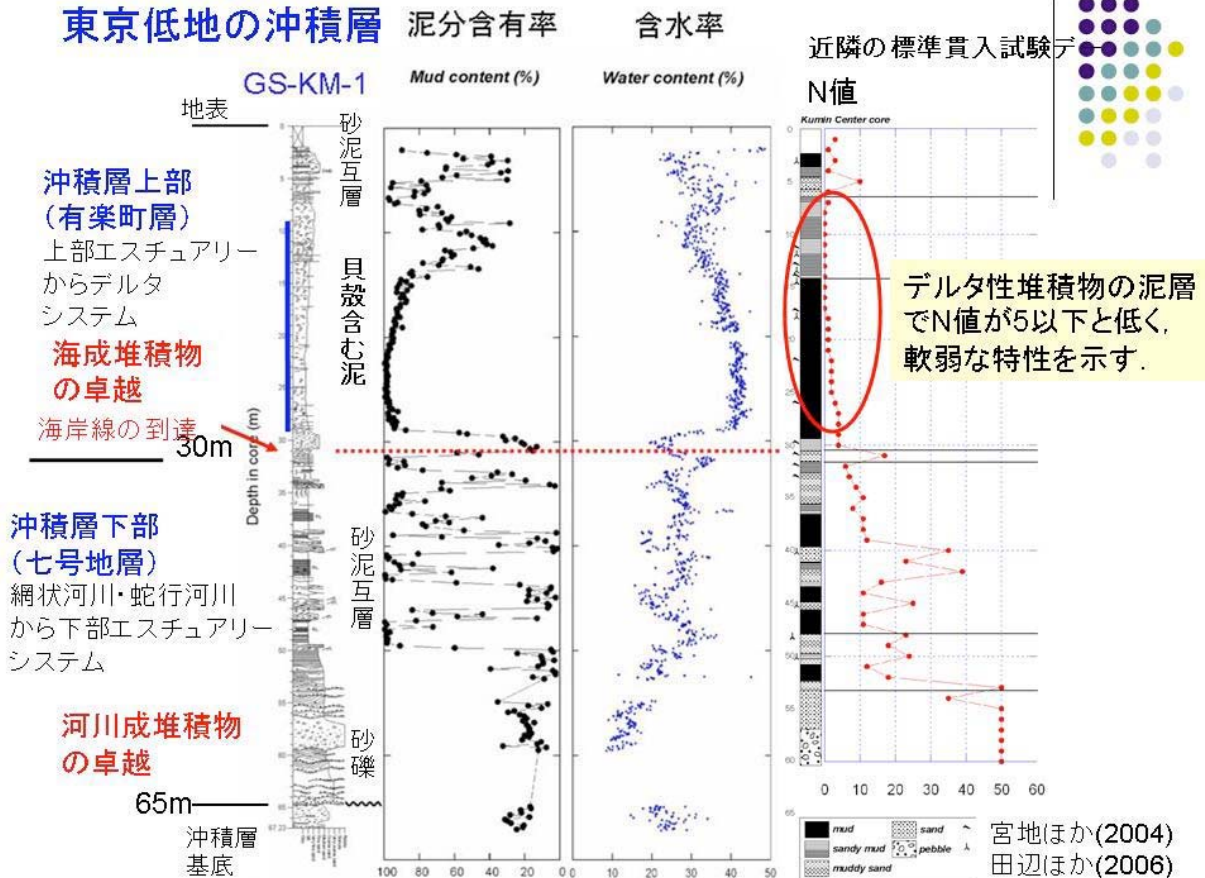 東京低地の沖積層
泥分含有率
含水率
近隣の標準貫入試験デー
GS-KM-1
Mud content (%)
Water content (%)
N値
Kumin Center core
地表
砂泥互層
沖積層上部
(有楽町層)
上部エスチュアリー
からデルタ
システム
海成堆積物
の卓越
海岸線の到達
30m
貝殻含む泥
デルタ性堆積物の泥層
でN値が5以下と低く,
軟弱な特性を示す.
Depth in core (m)
沖積層下部
(七号地層)
網状河川・蛇行河川
から下部エスチュアリー
システム
砂泥互層
河川成堆積物
の卓越
砂礫
65m
沖積層
基底
67.23
100 80 60 40 20 0
0 10 20 30 40 50
0 10 20 30 40 50 60
mud
sandy mud
muddy sand
sand
pebble
宮地ほか(2004)
田辺ほか(2006)